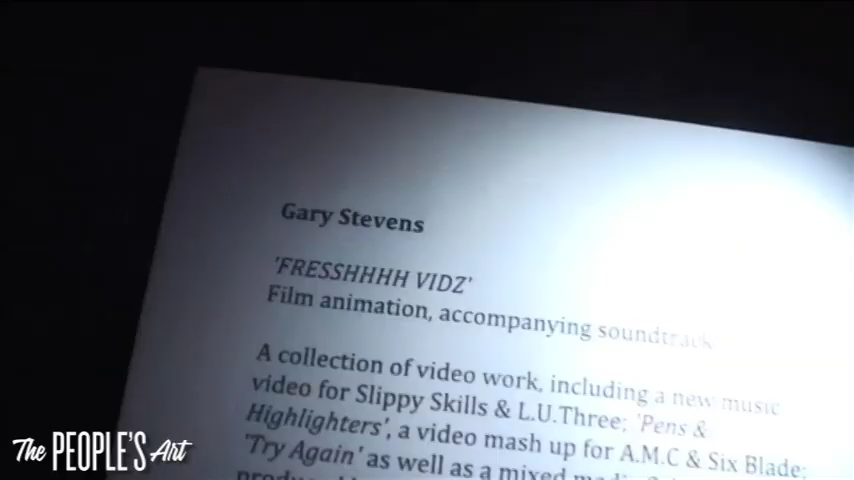 Gary Stevens
'FRESSHHHH VIDZ'
Film animation, accompanying soundtrack
A collection of video work, including a new music
video for Slippy Skills & L.U.Three; 'Pens &
Highlighters', a video mash up for A.M.C & Six Blade;
'Try Again' as well as a mixed
The PEOPLE'S Art